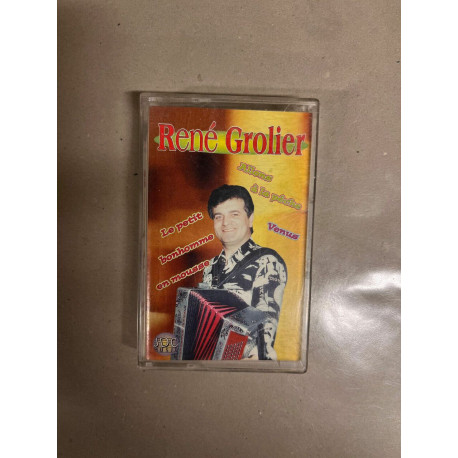 René Grolier
Allons
à la pêche
Venus
Le petit
bonhomme
en mousse